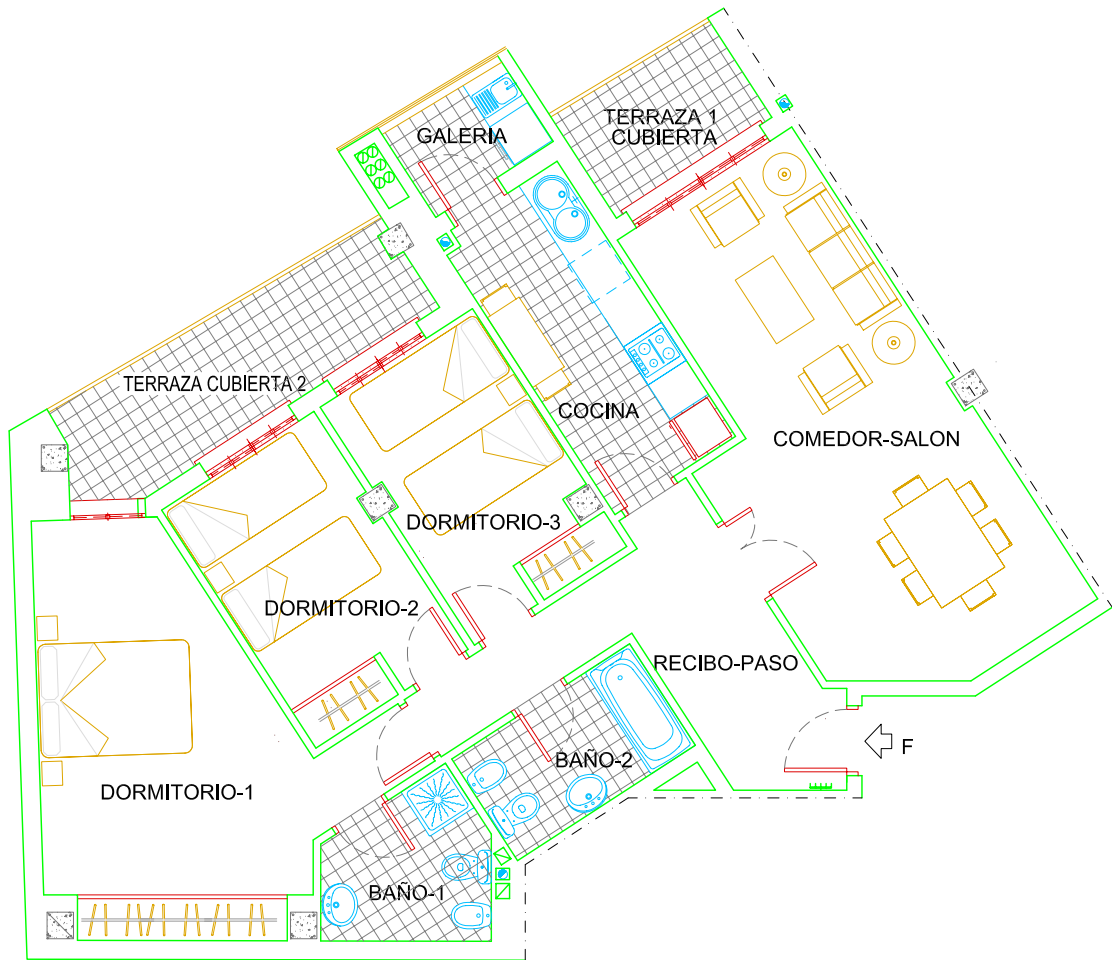 GALERIA
TERRAZA 1
CUBIERTA
TERRAZA CUBIERTA 2
COCINA
COMEDOR-SALON
DORMITORIO-3
DORMITORIO-2
RECIBO-PASO
F
BAÑO-2
DORMITORIO-1
BAÑO-1